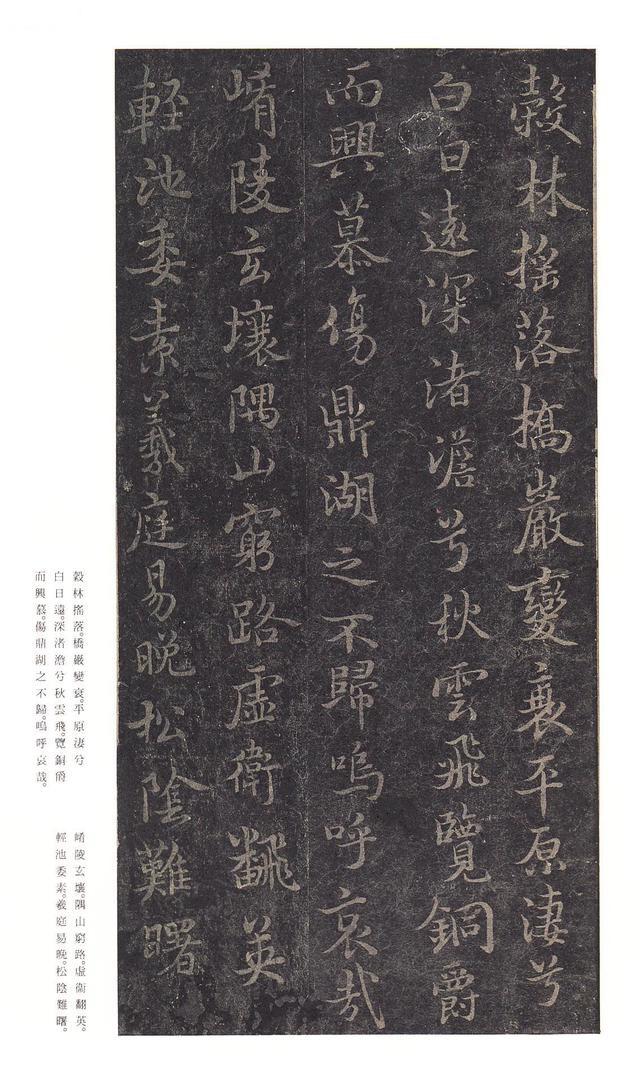 穀林搖落橋巖變衰平原淒兮
白日遠深渚澹兮秋雲飛覽銅爵
而興慕傷鼎湖之不歸嗚呼哀哉
崤陵玄壤隅山窮路虛衛翻英
輕池委素羲庭易晚松陰難曙
穀林搖落。橋巖變衰。平原淒兮
白日遠。深渚澹兮秋雲飛。覽銅爵
而興慕。傷鼎湖之不歸。嗚呼哀哉。
崤陵玄壤。隅山窮路。虛衛翻英。
輕池委素。羲庭易晚。松陰難曙。